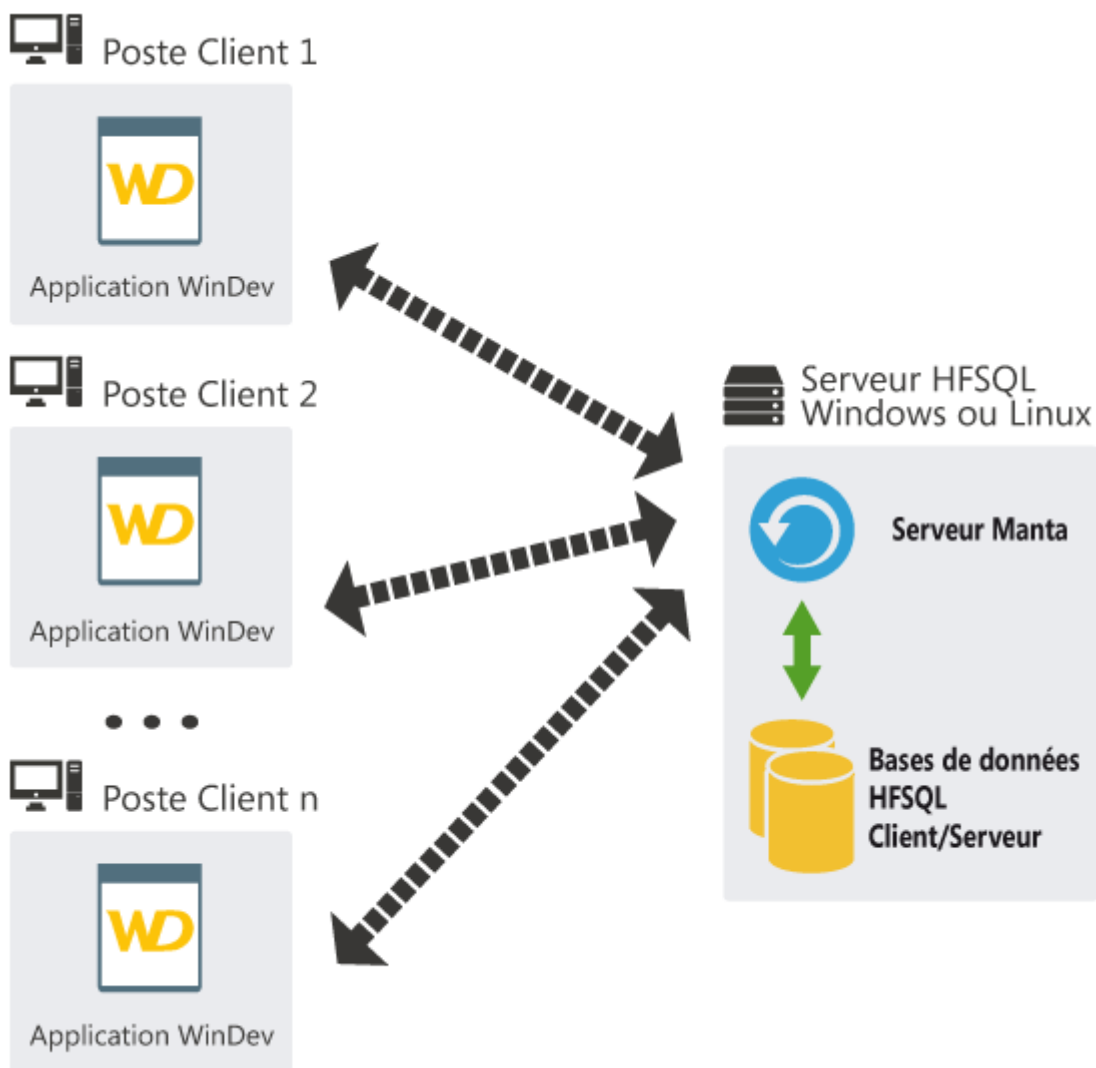 Poste Client 1
WD
Application WinDev
Poste Client 2
WD
Application WinDev
Poste Client n
WD
Application WinDev
Serveur HFSQL
Windows ou Linux
Serveur Manta
Bases de données
HFSQL
Client/Serveur